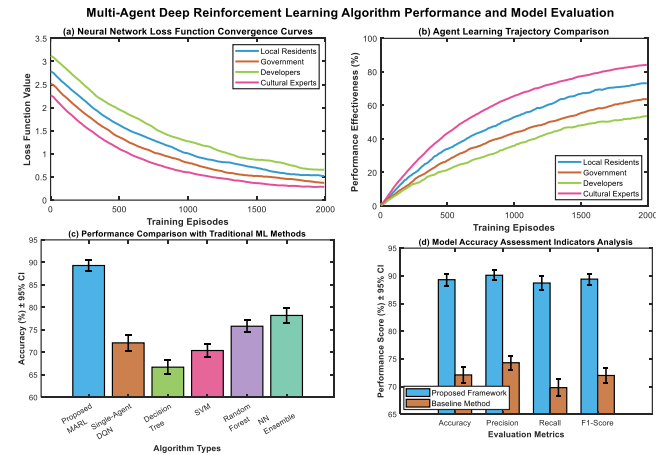 Multi-Agent Deep Reinforcement Learning Algorithm Performance and Model Evaluation
(a) Neural Network Loss Function Convergence Curves
3.5
3
2.5
2
1.5
1
0.5
0
Loss Function Value
Local Residents
Government
Developers
Cultural Experts
0 500 1000 1500 2000
Training Episodes
(b) Agent Learning Trajectory Comparison
100
80
60
40
20
0
Performance Effectiveness (%)
Local Residents
Government
Developers
Cultural Experts
0 500 1000 1500 2000
Training Episodes
(c) Performance Comparison with Traditional ML Methods
95
90
85
80
75
70
65
60
Accuracy (%) ± 95% CI
Proposed
MARL
Single-Agent
DQN
Decision
Tree
SVM
Random
Forest
NN
Ensemble
Algorithm Types
(d) Model Accuracy Assessment Indicators Analysis
95
90
85
80
75
70
65
Performance Score (%) ± 95% CI
Proposed Framework
Baseline Method
Accuracy Precision Recall F1-Score
Evaluation Metrics